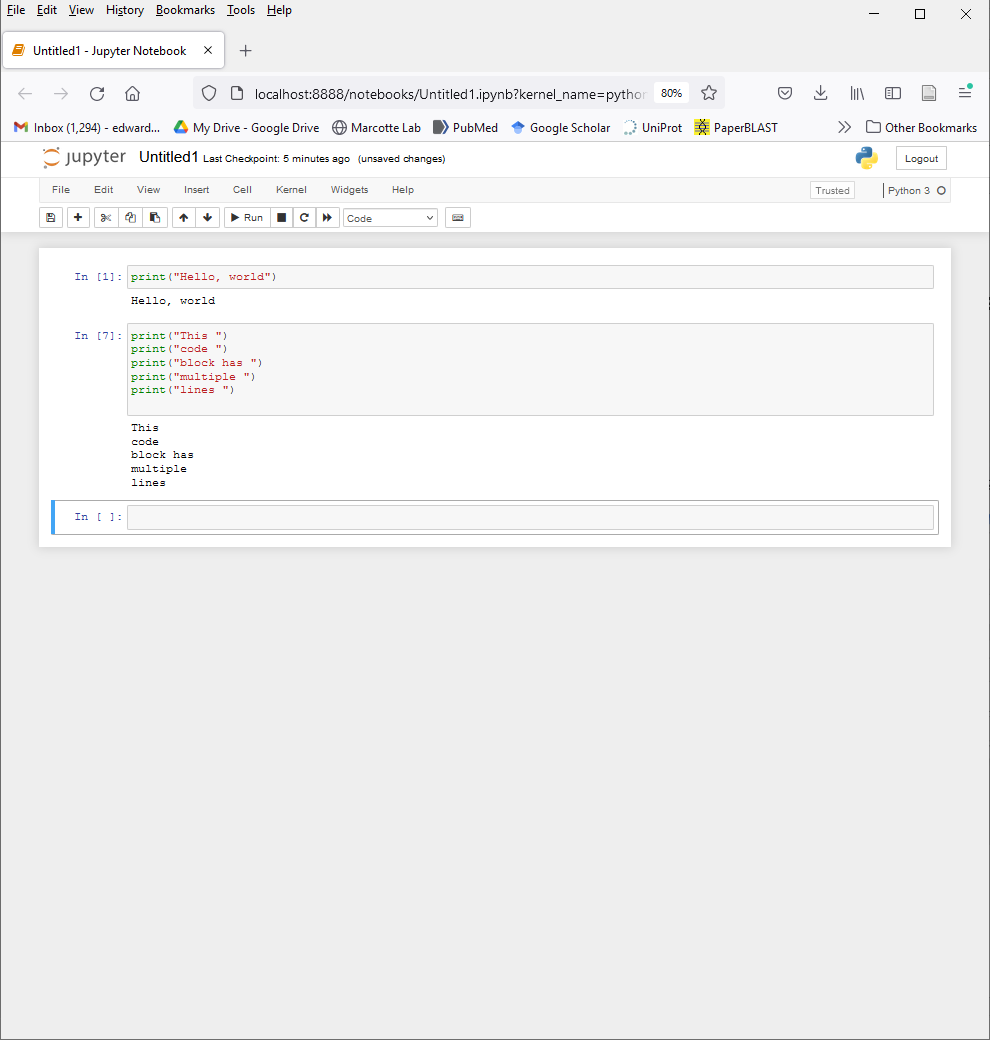 File Edit View History Bookmarks Tools Help
Untitled1 - Jupyter Notebook
localhost:8888/notebooks/Untitled1.ipynb?kernel_name=python 80%
Inbox (1,294) - edward... My Drive - Google Drive Marcotte Lab PubMed Google Scholar UniProt PaperBLAST Other Bookmarks
jupyter Untitled1 Last Checkpoint: 5 minutes ago (unsaved changes) Logout
File Edit View Insert Cell Kernel Widgets Help Trusted Python 3
Run Code
In [1]: print("Hello, world")
Hello, world
In [7]: print("This ")
print("code ")
print("block has ")
print("multiple ")
print("lines ")
This
code
block has
multiple
lines
In [ ]: